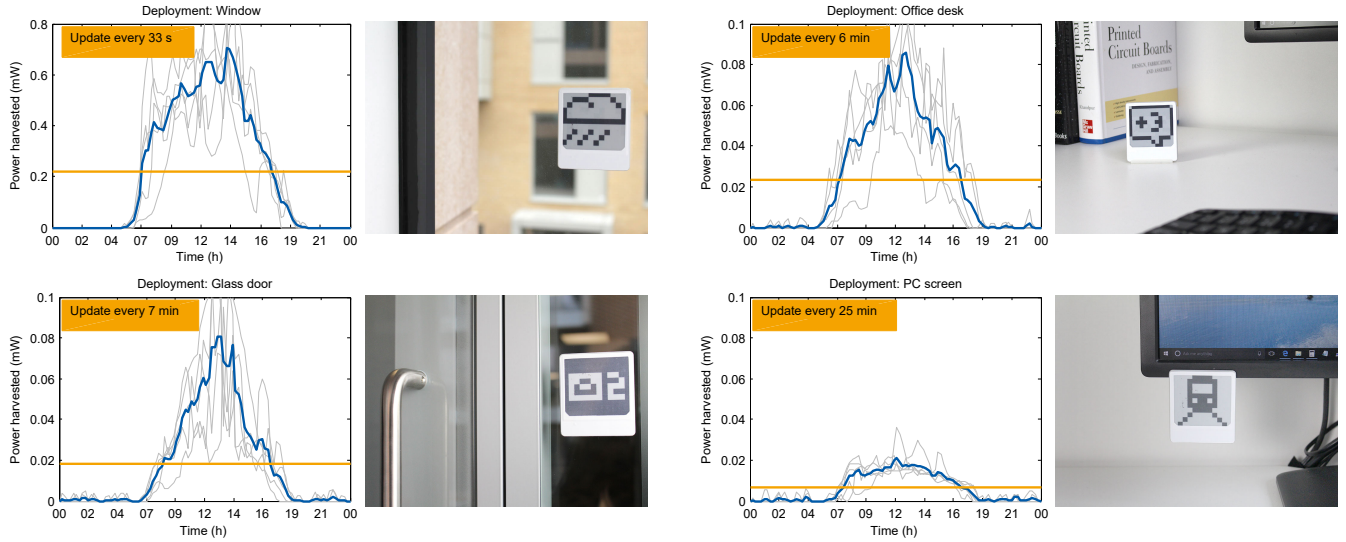 Deployment: Window
Update every 33 s
Power harvested (mW)
0.8
0.6
0.4
0.2
0
00 02 04 07 09 12 14 16 19 21 00
Time (h)
Deployment: Office desk
Update every 6 min
Power harvested (mW)
0.1
0.08
0.06
0.04
0.02
0
00 02 04 07 09 12 14 16 19 21 00
Time (h)
Printed
Circuit Boards
DESIGN, FABRICATION,
AND ASSEMBLY
+3
Deployment: Glass door
Update every 7 min
Power harvested (mW)
0.1
0.08
0.06
0.04
0.02
0
00 02 04 07 09 12 14 16 19 21 00
Time (h)
2
Deployment: PC screen
Update every 25 min
Power harvested (mW)
0.1
0.08
0.06
0.04
0.02
0
00 02 04 07 09 12 14 16 19 21 00
Time (h)